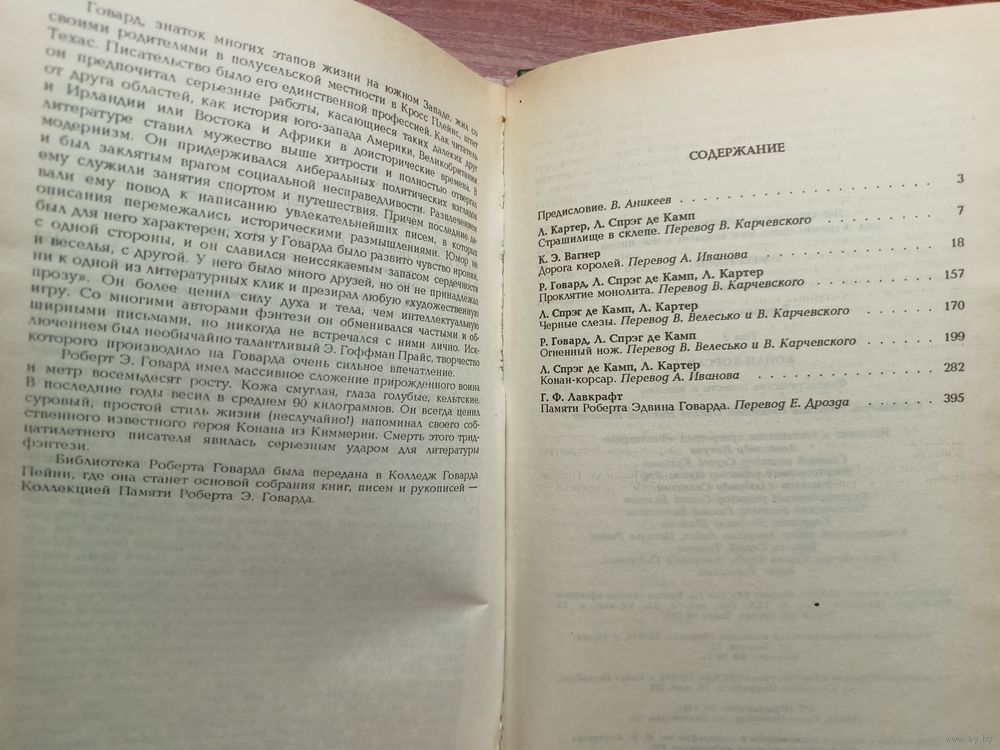 Говард, знаток многих этапов жизни на южном Западе, жил со
своими родителями в полусельской местности в Кросс Плейнс, штат
Техас. Писательство было его единственной профессией. Как читатель
он предпочитал серьезные работы, касающиеся таких далеких друг
от друга областей, как история юго-запада Америки, Великобритании
и Ирландии или Востока и Африки в доисторические времена. В
литературе ставил мужество выше хитрости и полностью отвергал
модернизм. Он придерживался либеральных политических взглядов
и был заклятым врагом социальной несправедливости. Развлечением
ему служили занятия спортом и путешествия. Причем последние да-
вали ему повод к написанию увлекательнейших писем, в которых
описания перемежались историческими размышлениями. Юмор не
был для него характерен, хотя у Говарда было развито чувство иронии,
с одной стороны, и он славился неиссякаемым запасом сердечности
и веселья, с другой. У него было много друзей, но он не принадлежал
ни к одной из литературных клик и презирал любую «художественную
прозу». Он более ценил силу духа и тела, чем интеллектуальную
игру. Со многими авторами фэнтези он обменивался частыми и об-
ширными письмами, но никогда не встречался с ними лично. Иск-
лючением был необычайно талантливый Э. Гоффман Прайс, творчество
которого производило на Говарда очень сильное впечатление.
Роберт Э. Говард имел массивное сложение прирожденного воина
и метр восемьдесят росту. Кожа смуглая, глаза голубые, кельтские.
В последние годы весил в среднем 90 килограммов. Он всегда ценил
суровый, простой стиль жизни (неслучайно!) напоминал своего соб-
ственного известного героя Конана из Киммерии. Смерть этого трид-
цатилетнего писателя явилась серьезным ударом для литературы
фэнтези.
Библиотека Роберта Говарда была передана в Колледж Говарда
Пейни, где она станет основой собрания книг, писем и рукописей —
Коллекцией Памяти Роберта Э. Говарда.
СОДЕРЖАНИЕ
Предисловие. В. Аникеев 3
Л. Картер, Л. Спрэг де Камп
Страшилище в склепе. Перевод В. Карчевского 7
К. Э. Вагнер
Дорога королей. Перевод А. Иванова 18
Р. Говард, Л. Спрэг де Камп, Л. Картер
Проклятие монолита. Перевод В. Карчевского 157
Л. Спрэг де Камп, Л. Картер
Черные слезы. Перевод В. Велесько и В. Карчевского 170
Р. Говард, Л. Спрэг де Камп
Огненный нож. Перевод В. Велесько и В. Карчевского 199
Л. Спрэг де Камп, Л. Картер
Конан-корсар. Перевод А. Иванова 282
Г. Ф. Лавкрафт
Памяти Роберта Эдвина Говарда. Перевод Е. Дрозда 395
www.ay.by